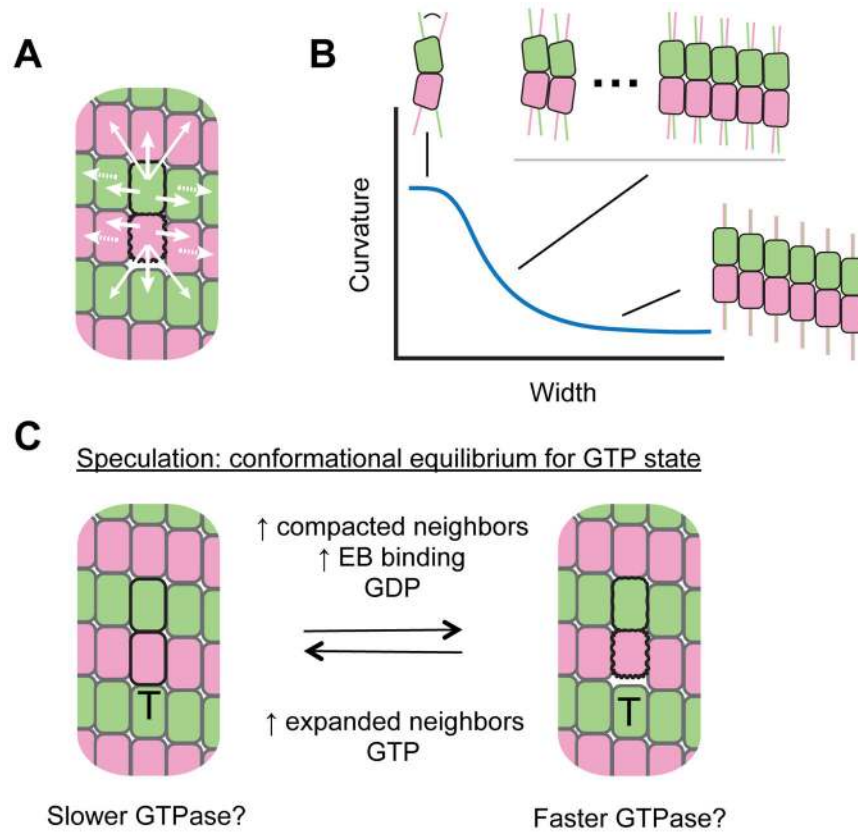 A
B
...
Curvature
Width
C
Speculation: conformational equilibrium for GTP state
↑ compacted neighbors
↑ EB binding
GDP
↑ expanded neighbors
GTP
T
T
Slower GTPase?
Faster GTPase?